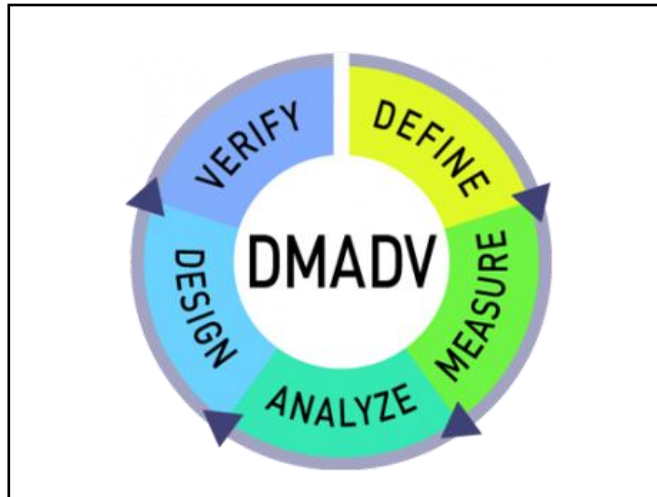 DMADV
DEFINE
MEASURE
ANALYZE
DESIGN
VERIFY